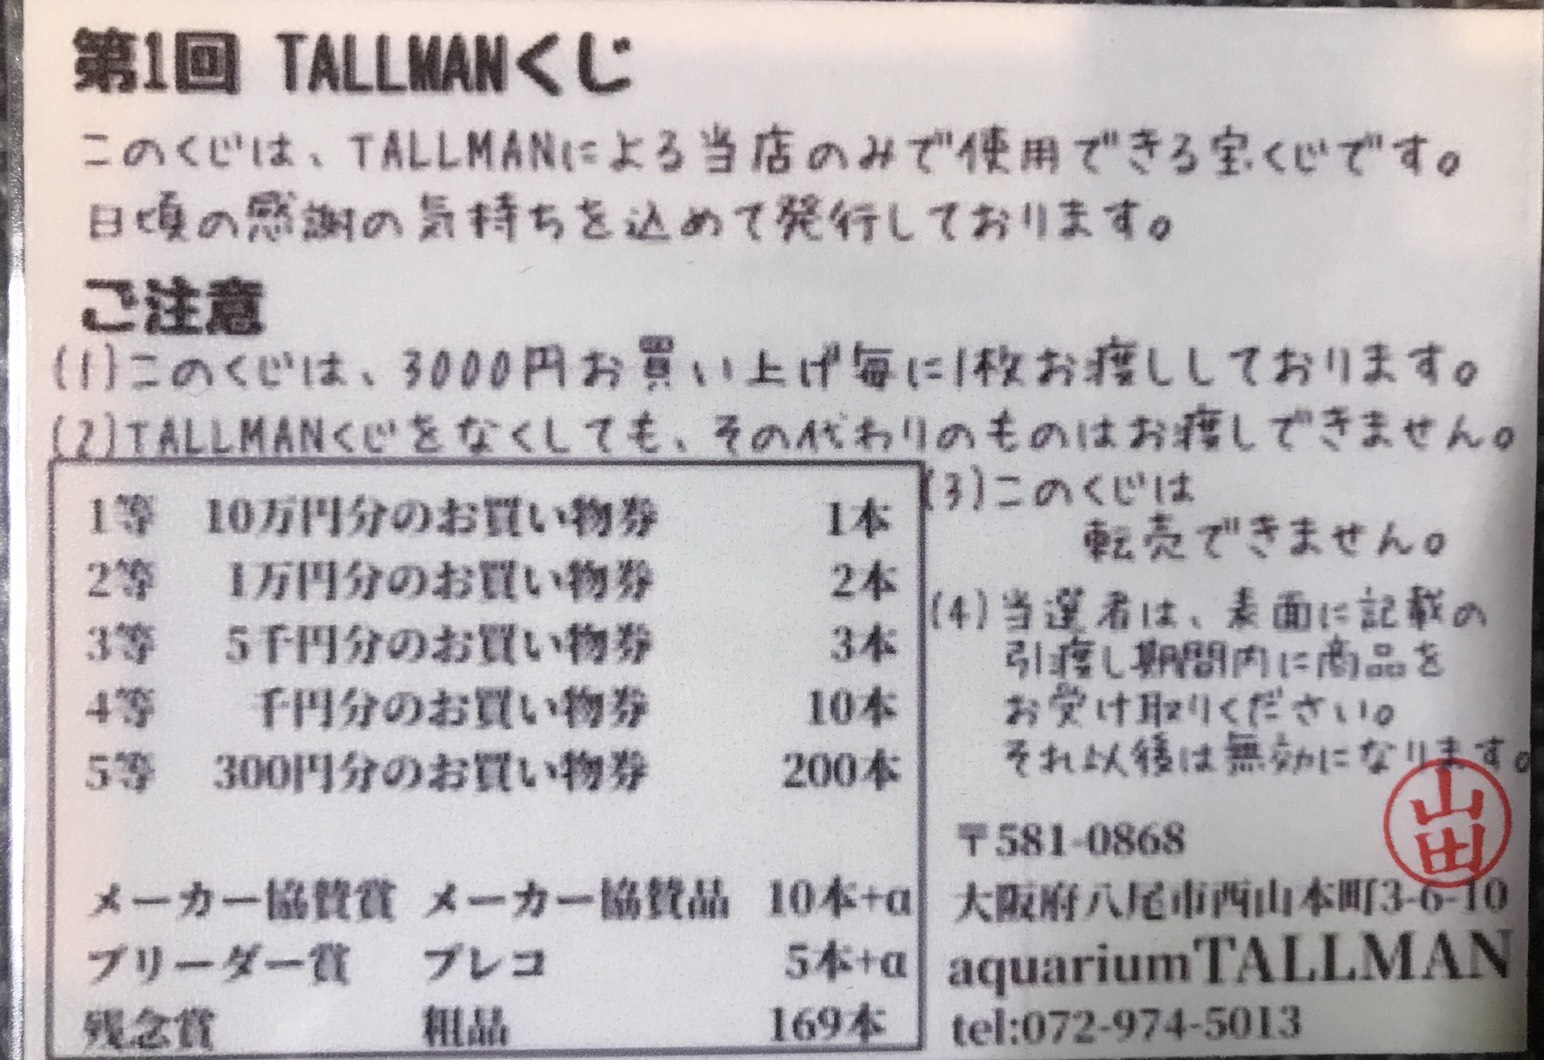 第1回 TALLMANくじ
このくじは、TALLMANによる当店のみで使用できる宝くじです。
日頃の感謝の気持ちを込めて発行しております。
ご注意
(1)このくじは、3000円お買い上げ毎に1枚お渡ししております。
(2)TALLMANくじをなくしても、その代わりのものはお渡しできません。
1等 10万円分のお買い物券 1本
2等 1万円分のお買い物券 2本
3等 5千円分のお買い物券 3本
4等 千円分のお買い物券 10本
5等 300円分のお買い物券 200本
メーカー協賛賞 メーカー協賛品 10本+α
ブリーダー賞 プレコ 5本+α
残念賞 粗品 169本
(3)このくじは
転売できません。
(4)当選者は、表面に記載の
引渡し期間内に商品を
お受け取りください。
それ以後は無効になります。
山田
〒581-0868
大阪府八尾市西山本町3-6-10
aquariumTALLMAN
tel:072-974-5013